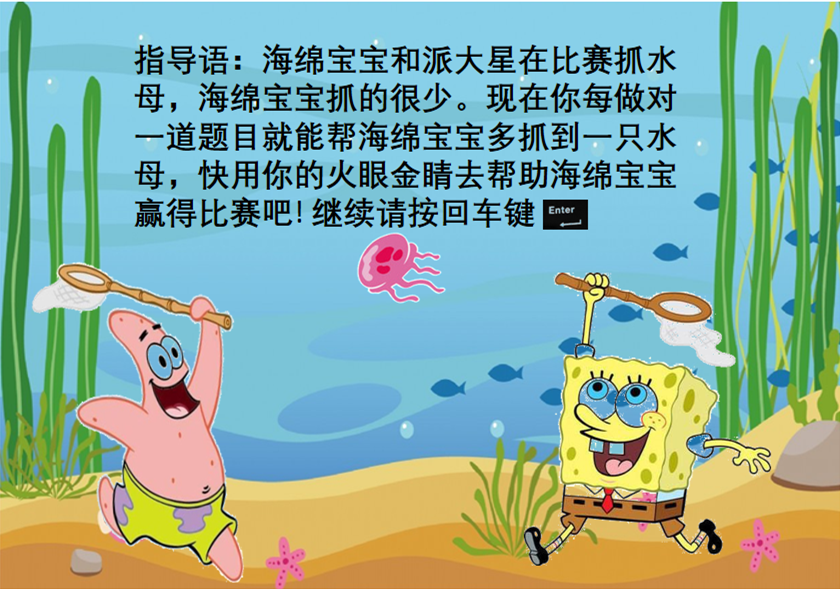 指导语：海绵宝宝和派大星在比赛抓水
母，海绵宝宝抓的很少。现在你每做对
一道题目就能帮海绵宝宝多抓到一只水
母，快用你的火眼金睛去帮助海绵宝宝
赢得比赛吧！继续请按回车键 Enter